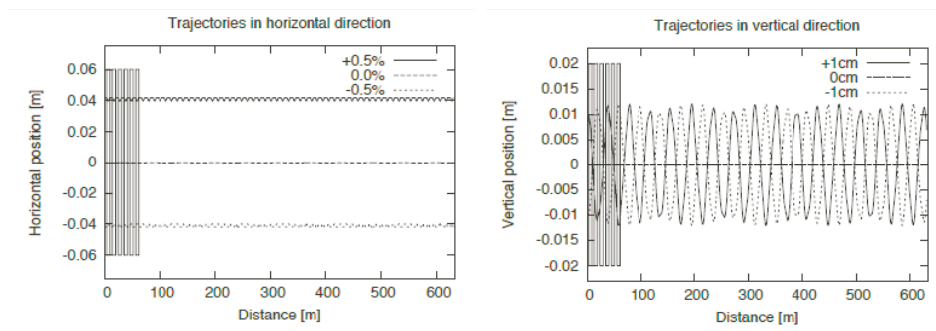 Trajectories in horizontal direction
+0.5%
0.0%
-0.5%
0.06
0.04
0.02
0
-0.02
-0.04
-0.06
Horizontal position [m]
0 100 200 300 400 500 600
Distance [m]
Trajectories in vertical direction
+1cm
0cm
-1cm
0.02
0.015
0.01
0.005
0
-0.005
-0.01
-0.015
-0.02
Vertical position [m]
0 100 200 300 400 500 600
Distance [m]